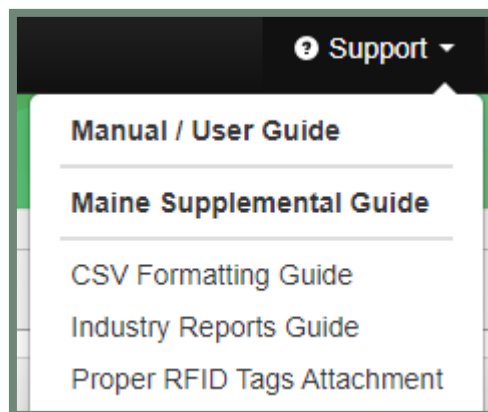 Support
Manual / User Guide
Maine Supplemental Guide
CSV Formatting Guide
Industry Reports Guide
Proper RFID Tags Attachment